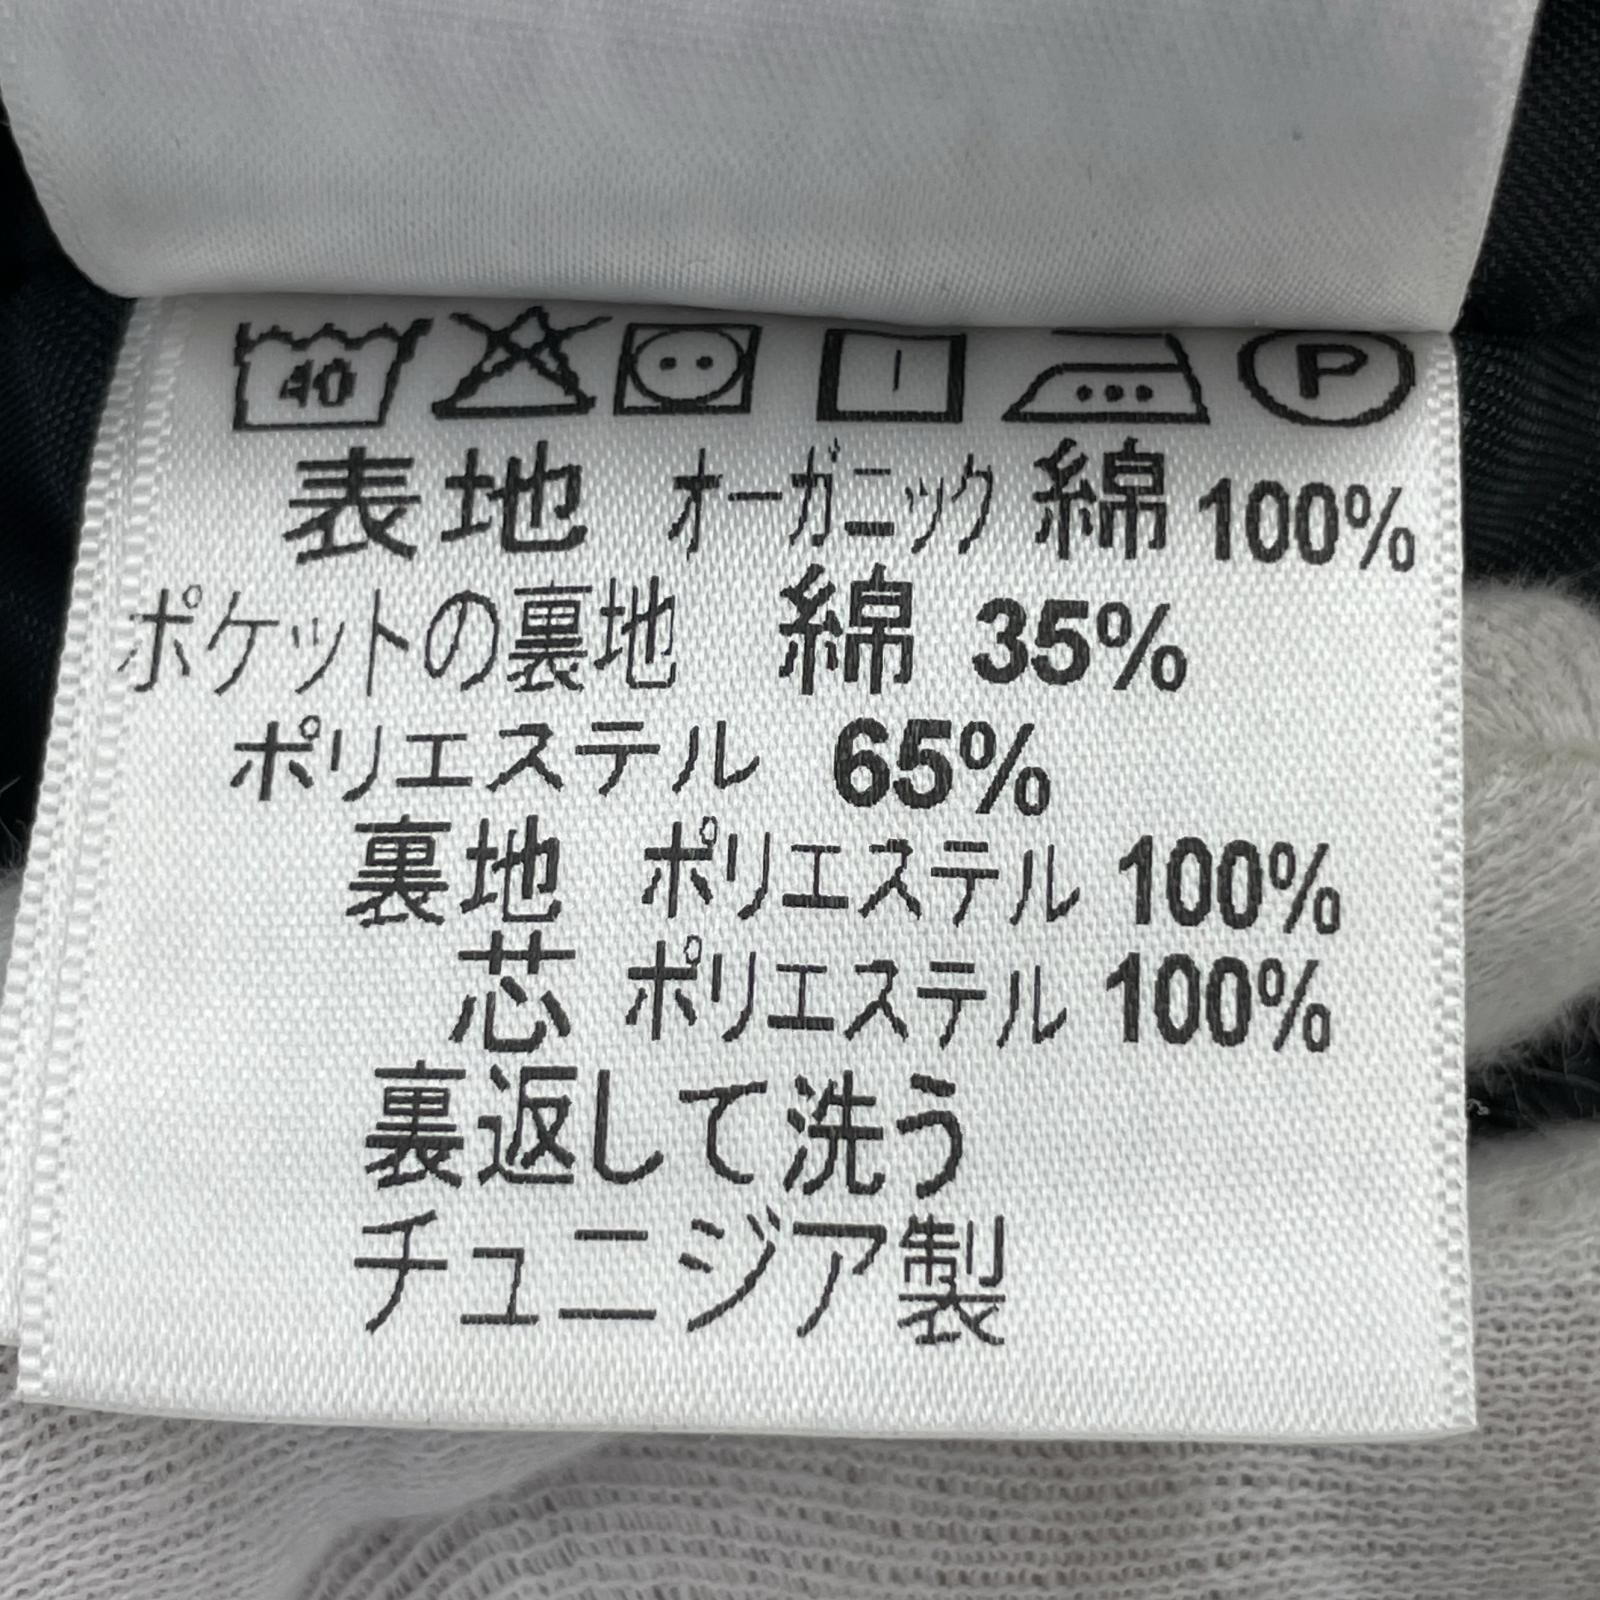 40 P
表地 オーガニック 綿 100%
ポケットの裏地 綿 35%
ポリエステル 65%
裏地 ポリエステル 100%
芯 ポリエステル 100%
裏返して洗う
チュニジア製